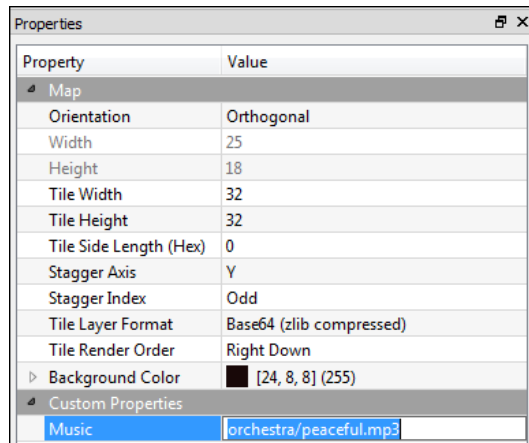 Properties
Property Value
Map
Orientation Orthogonal
Width 25
Height 18
Tile Width 32
Tile Height 32
Tile Side Length (Hex) 0
Stagger Axis Y
Stagger Index Odd
Tile Layer Format Base64 (zlib compressed)
Tile Render Order Right Down
Background Color [24, 8, 8] (255)
Custom Properties
Music orchestra/peaceful.mp3